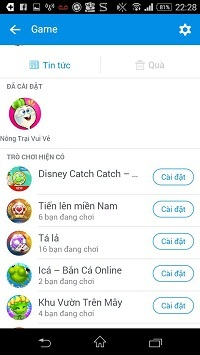 81% 22:28
Game
Tin tức
Quà
ĐÃ CÀI ĐẶT
Nông Trại Vui Vẻ
TRÒ CHƠI HIỆN CÓ
Disney Catch Catch – ...
Cài đặt
Tiến lên miền Nam
6 bạn đang chơi
Cài đặt
Tá lả
16 bạn đang chơi
Cài đặt
Icá – Bắn Cá Online
2 bạn đang chơi
Cài đặt
Khu Vườn Trên Mây
4 bạn đang chơi
Cài đặt